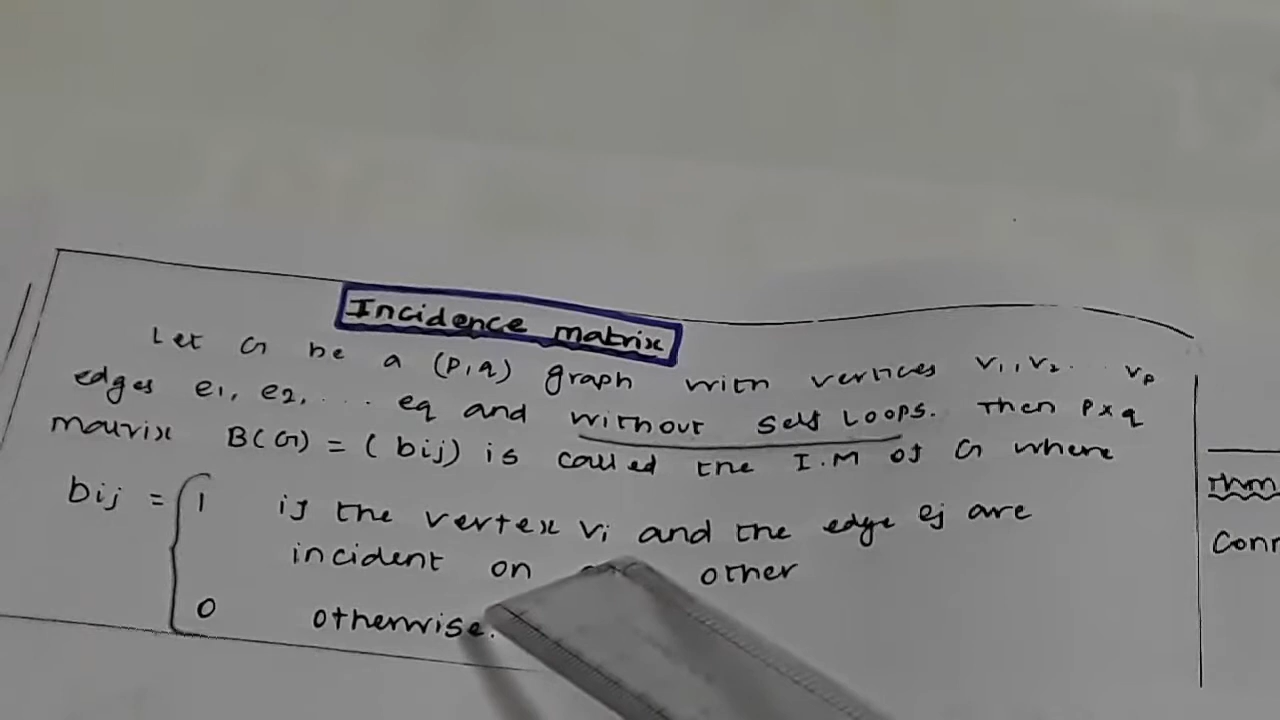 Incidence matrix
Let G be a (p,q) graph with vertices v1, v2... vp
edges e1, e2, ... eq and without self loops. Then p x q
matrix B(G) = (bij) is called the I.M of G where
bij = { 1 if the vertex vi and the edge ej are
incident on other
0 otherwise.
Thm